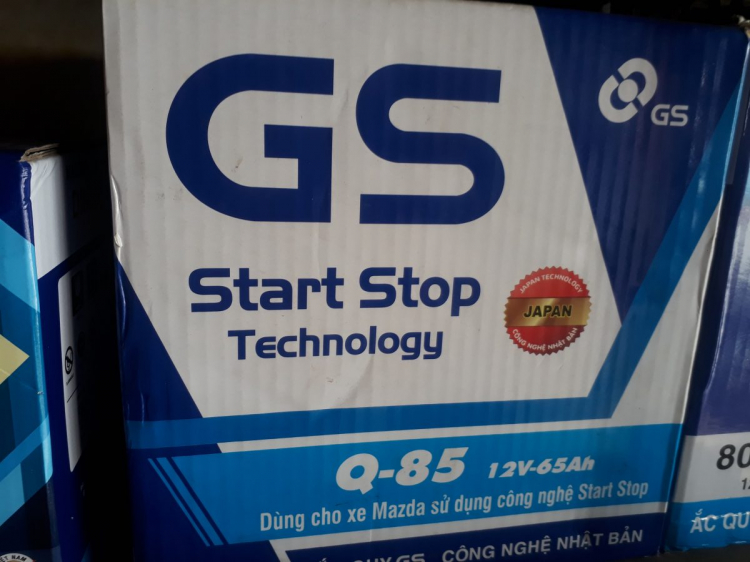 GS
GS
Start Stop
Technology
JAPAN TECHNOLOGY
JAPAN
CÔNG NGHỆ NHẬT BẢN
Q-85 12V-65Ah
Dùng cho xe Mazda sử dụng công nghệ Start Stop
QUY GS CÔNG NGHỆ NHẬT BẢN
80
ẮC QU
NAM